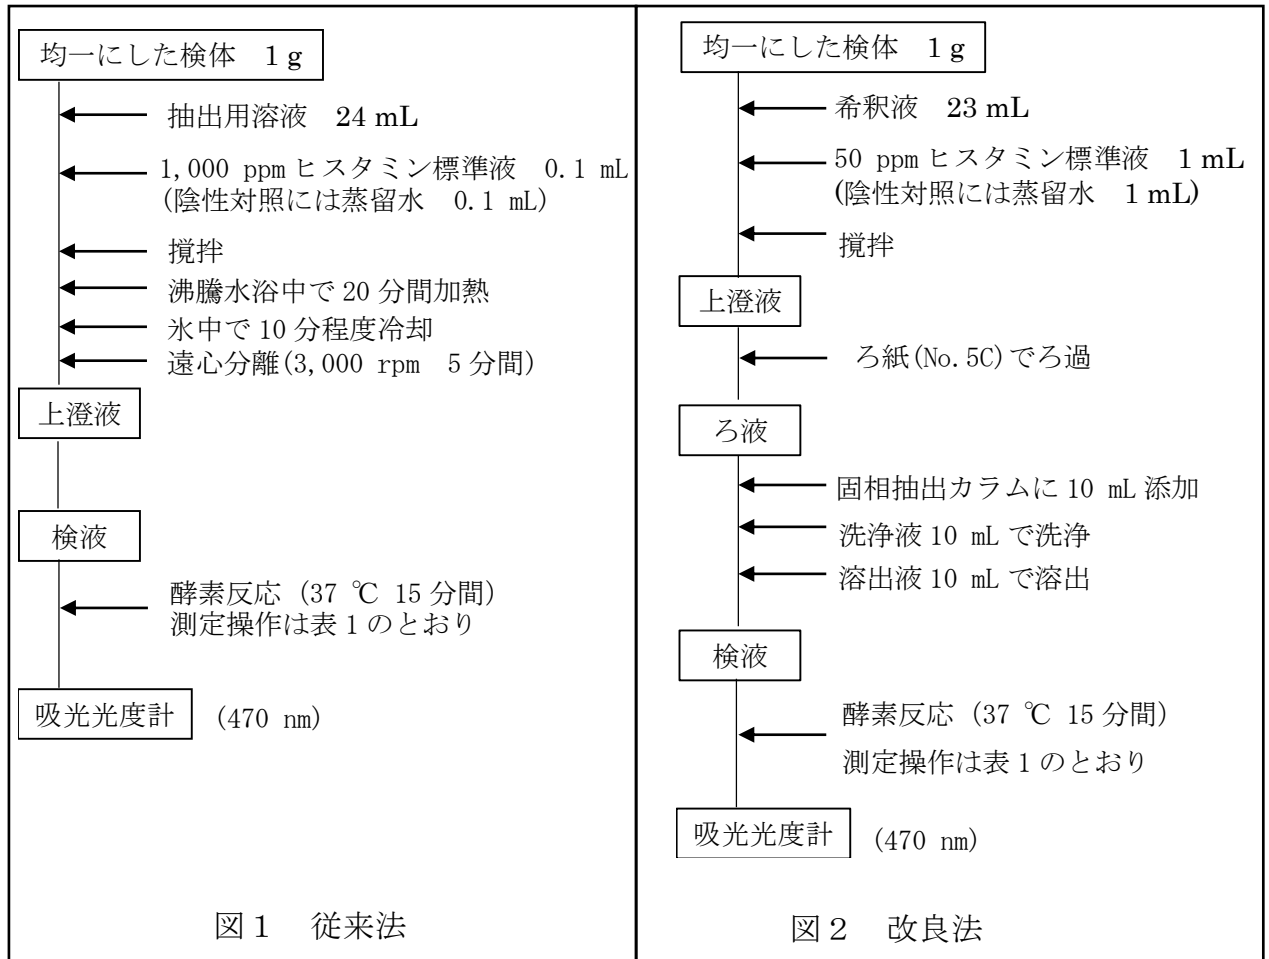 均一にした検体　1 g
抽出用溶液　24 mL
1,000 ppm ヒスタミン標準液　0.1 mL
(陰性対照には蒸留水　0.1 mL)
撹拌
沸騰水浴中で 20 分間加熱
氷中で 10 分程度冷却
遠心分離(3,000 rpm　5 分間)
上澄液
検液
酵素反応 (37 ℃ 15 分間)
測定操作は表 1 のとおり
吸光光度計　(470 nm)
図１　従来法
均一にした検体　1 g
希釈液　23 mL
50 ppm ヒスタミン標準液　1 mL
(陰性対照には蒸留水　1 mL)
撹拌
上澄液
ろ紙(No.5C)でろ過
ろ液
固相抽出カラムに 10 mL 添加
洗浄液 10 mL で洗浄
溶出液 10 mL で溶出
検液
酵素反応 (37 ℃ 15 分間)
測定操作は表 1 のとおり
吸光光度計　(470 nm)
図２　改良法